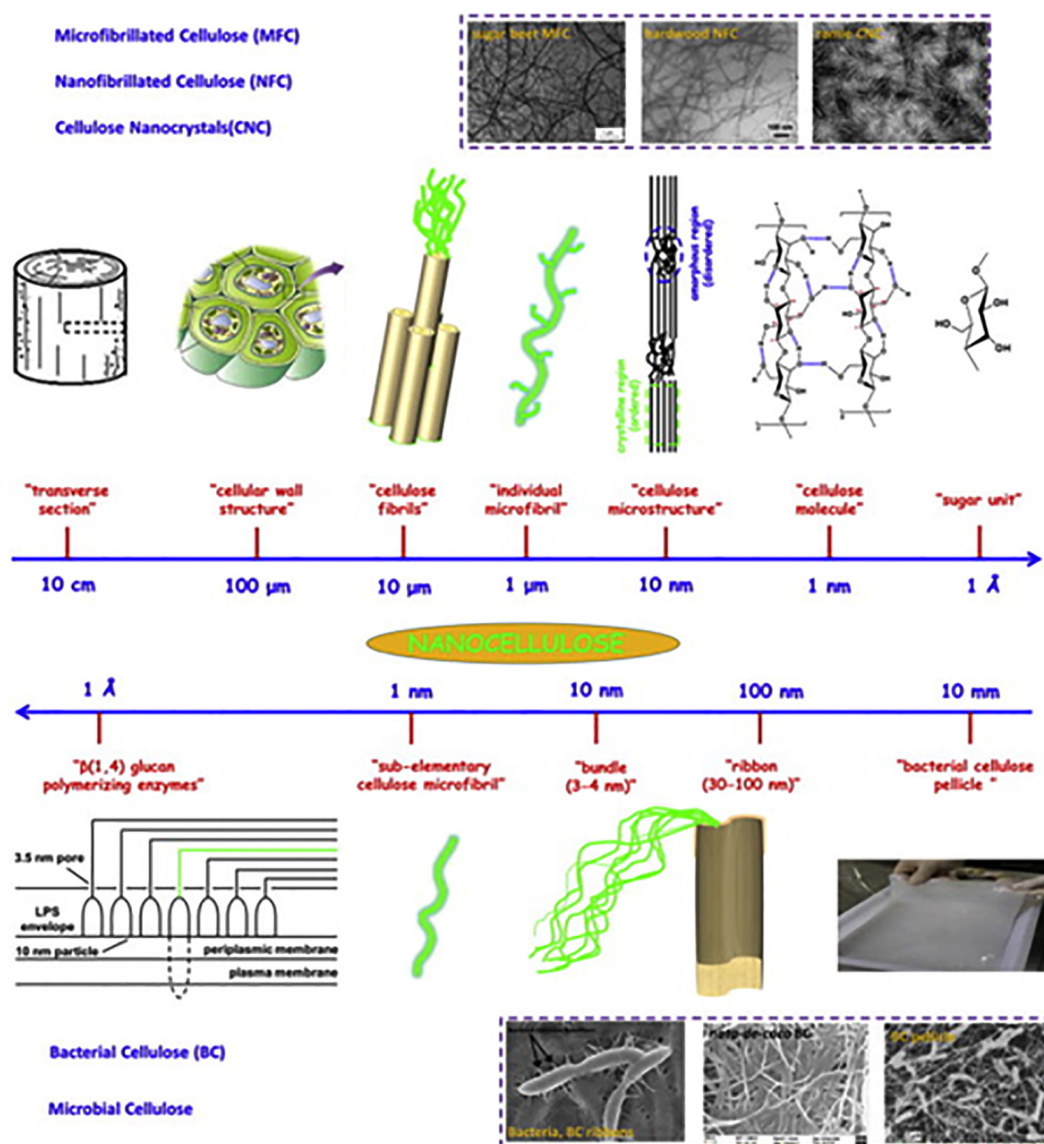 Microfibrillated Cellulose (MFC)
Nanofibrillated Cellulose (NFC)
Cellulose Nanocrystals(CNC)
sugar beet MFC
hardwood NFC
ramie CNC
100 nm
amorphous region
(disordered)
crystalline region
(ordered)
OH
HO
OH
"transverse
section"
"cellular wall
structure"
"cellulose
fibrils"
"individual
microfibril"
"cellulose
microstructure"
"cellulose
molecule"
"sugar unit"
10 cm
100 µm
10 µm
1 µm
10 nm
1 nm
1 Å
NANOCELLULOSE
1 Å
1 nm
10 nm
100 nm
10 mm
"β(1,4) glucan
polymerizing enzymes"
"sub-elementary
cellulose microfibril"
"bundle
(3-4 nm)"
"ribbon
(30-100 nm)"
"bacterial cellulose
pellicle "
3.5 nm pore
LPS
envelope
10 nm particle
periplasmic membrane
plasma membrane
Bacterial Cellulose (BC)
Microbial Cellulose
Bacteria, BC ribbons
nata-de-coco BC
BC pellicle